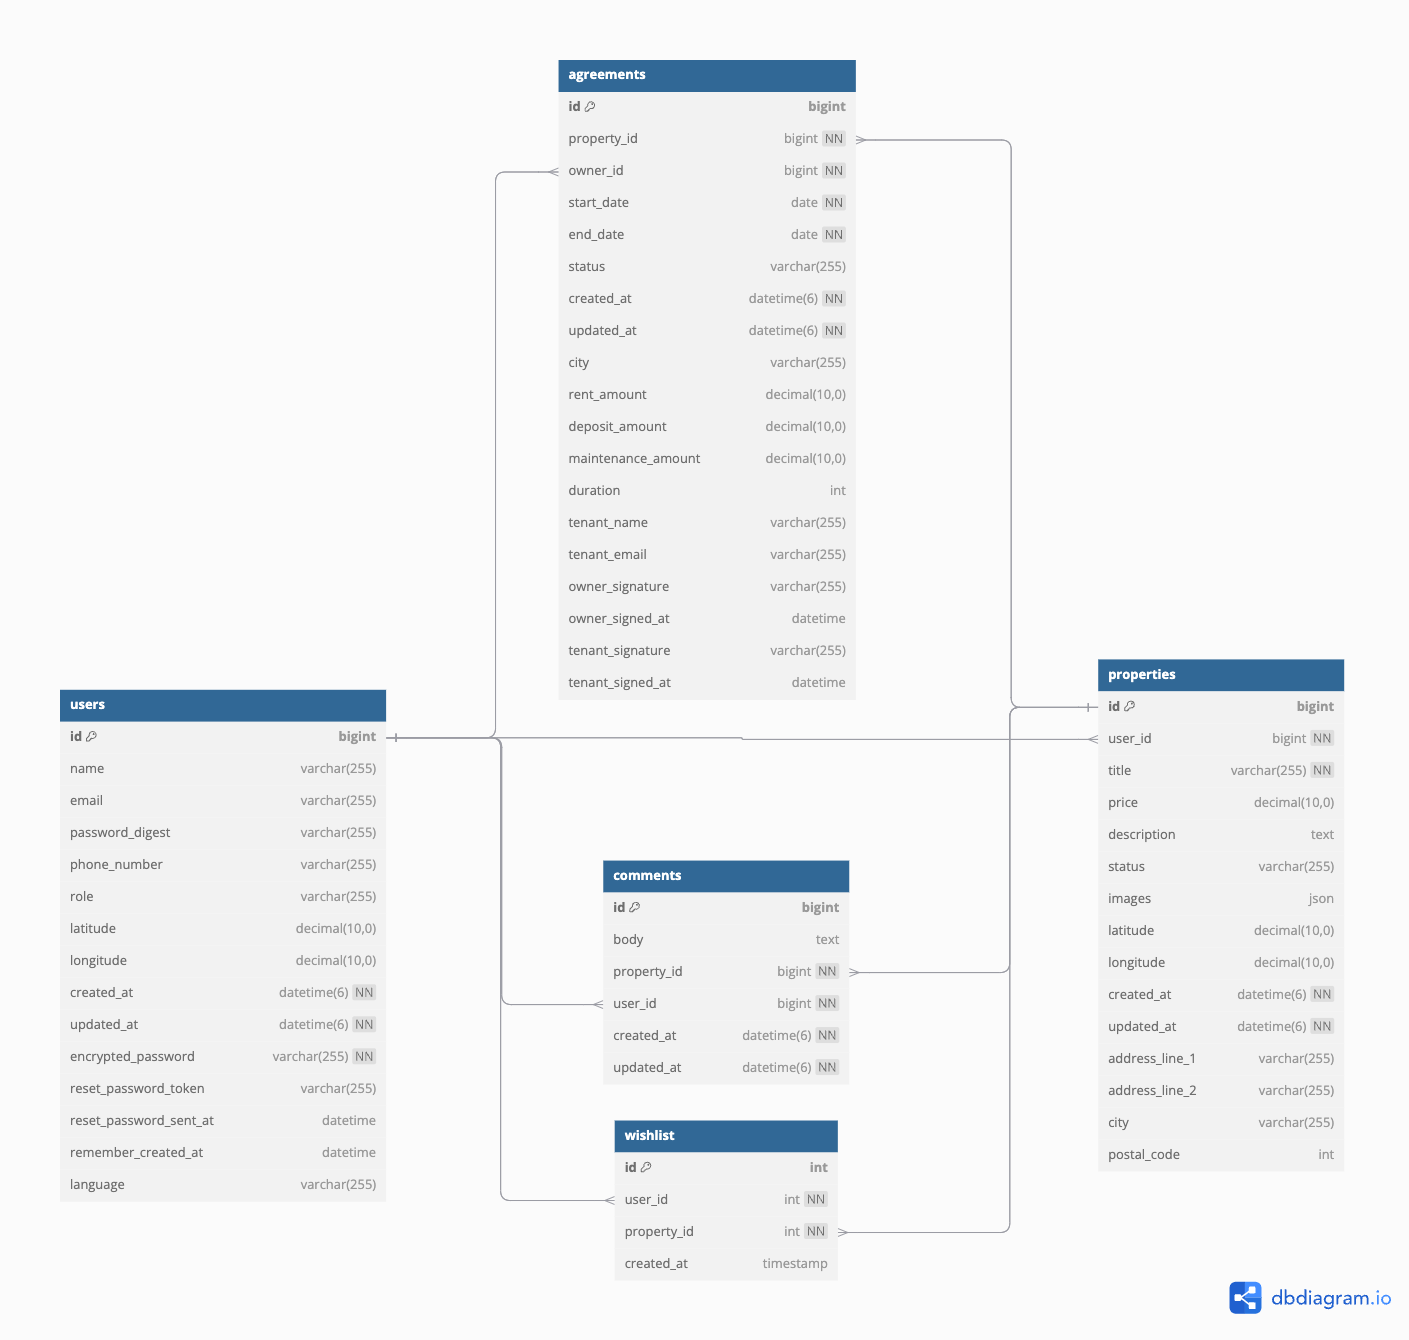 agreements
id bigint
property_id bigint NN
owner_id bigint NN
start_date date NN
end_date date NN
status varchar(255)
created_at datetime(6) NN
updated_at datetime(6) NN
city varchar(255)
rent_amount decimal(10,0)
deposit_amount decimal(10,0)
maintenance_amount decimal(10,0)
duration int
tenant_name varchar(255)
tenant_email varchar(255)
owner_signature varchar(255)
owner_signed_at datetime
tenant_signature varchar(255)
tenant_signed_at datetime
users
id bigint
name varchar(255)
email varchar(255)
password_digest varchar(255)
phone_number varchar(255)
role varchar(255)
latitude decimal(10,0)
longitude decimal(10,0)
created_at datetime(6) NN
updated_at datetime(6) NN
encrypted_password varchar(255) NN
reset_password_token varchar(255)
reset_password_sent_at datetime
remember_created_at datetime
language varchar(255)
comments
id bigint
body text
property_id bigint NN
user_id bigint NN
created_at datetime(6) NN
updated_at datetime(6) NN
wishlist
id int
user_id int NN
property_id int NN
created_at timestamp
properties
id bigint
user_id bigint NN
title varchar(255) NN
price decimal(10,0)
description text
status varchar(255)
images json
latitude decimal(10,0)
longitude decimal(10,0)
created_at datetime(6) NN
updated_at datetime(6) NN
address_line_1 varchar(255)
address_line_2 varchar(255)
city varchar(255)
postal_code int
dbdiagram.io